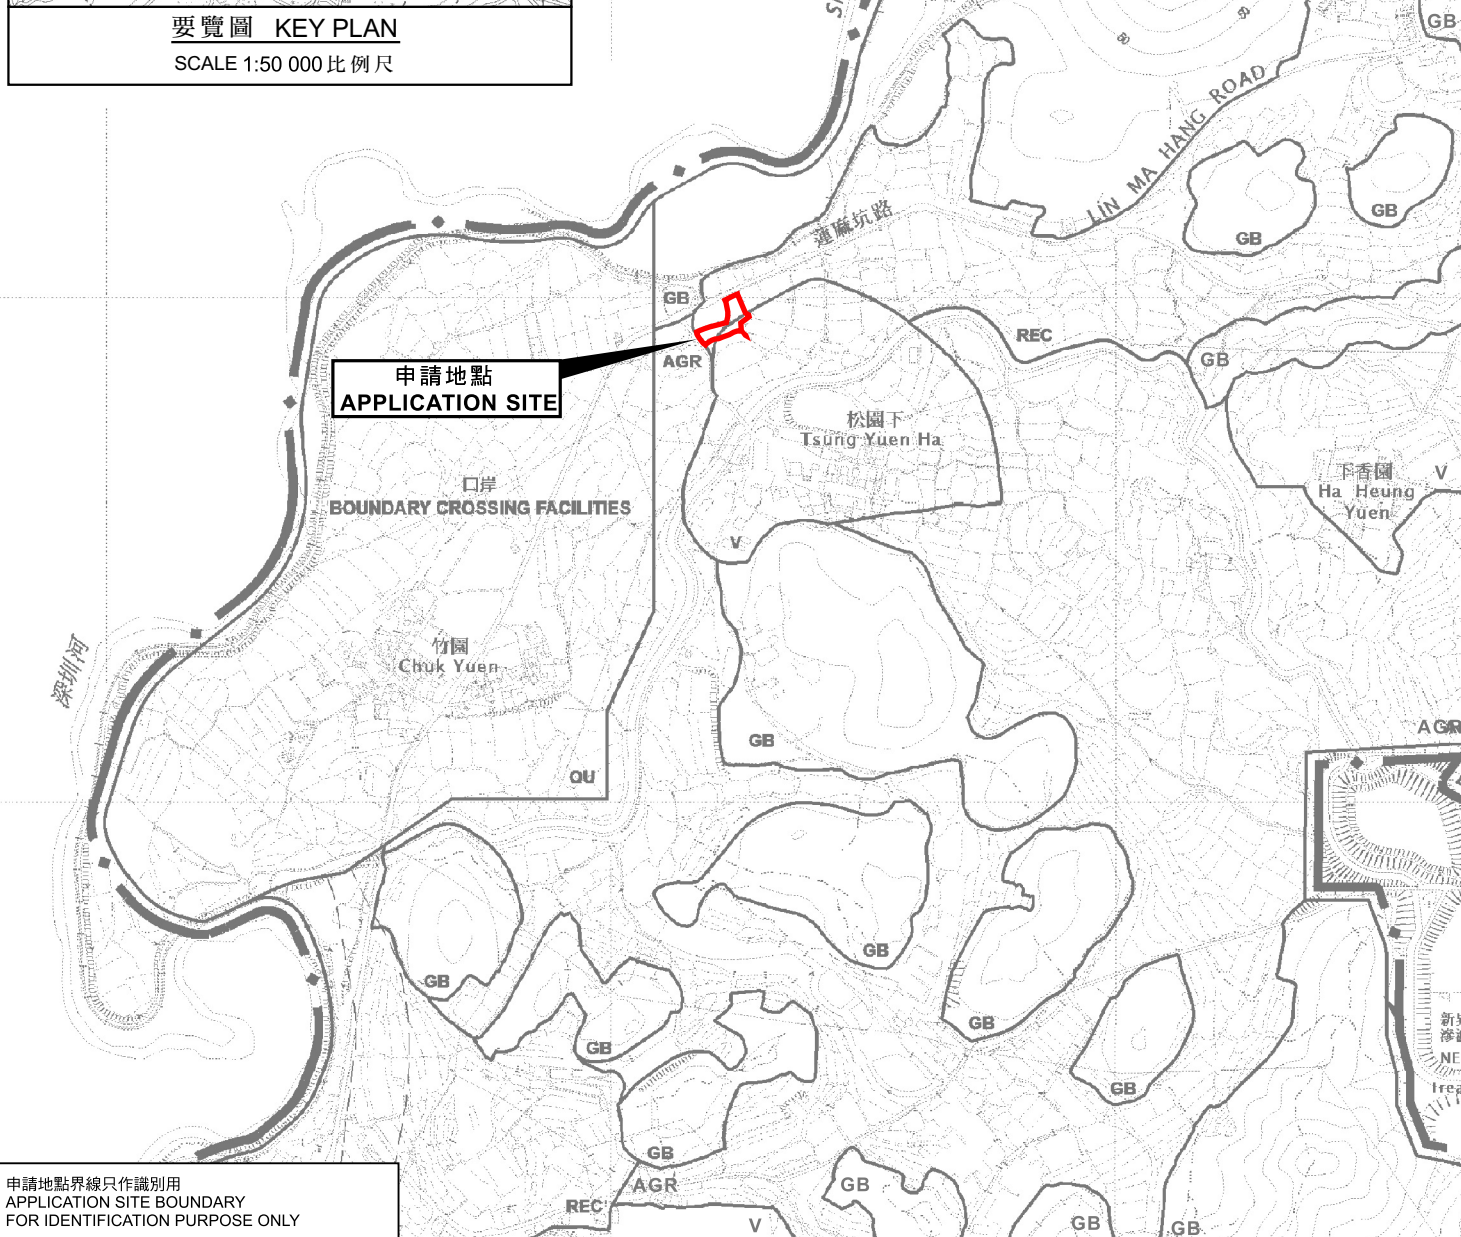 要覽圖 KEY PLAN
SCALE 1:50 000 比例尺
50
50
GB
LIN MA HANG ROAD
蓮麻坑路
GB
GB
GB
REC
GB
AGR
申請地點
APPLICATION SITE
松園下
Tsung Yuen Ha
下香園
Ha Heung
Yuen
V
口岸
BOUNDARY CROSSING FACILITIES
V
竹園
Chuk Yuen
深圳河
GB
AGR
OU
GB
GB
GB
GB
GB
NE
GB
AGR
GB
REC
V
GB
GB
申請地點界線只作識別用
APPLICATION SITE BOUNDARY
FOR IDENTIFICATION PURPOSE ONLY